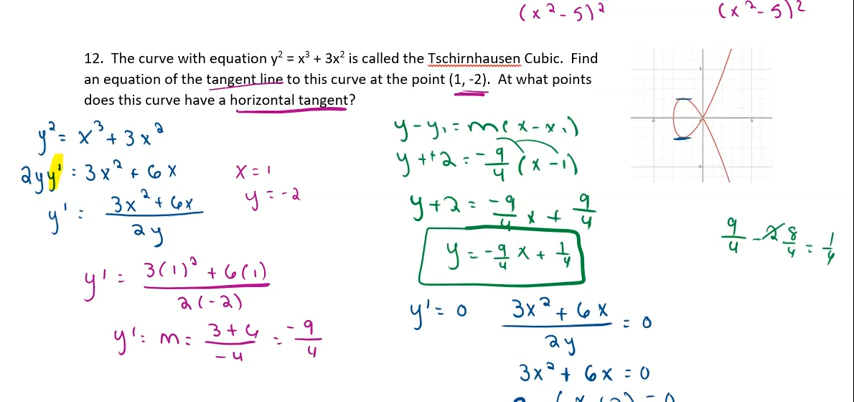 (x² - 5)²
(x² - 5)²
12. The curve with equation y² = x³ + 3x² is called the Tschirnhausen Cubic. Find
an equation of the tangent line to this curve at the point (1, -2). At what points
does this curve have a horizontal tangent?
y² = x³ + 3x²
2yy' = 3x² + 6x
y' = (3x² + 6x)/(2y)
x = 1
y = -2
y' = (3(1)² + 6(1))/(2(-2))
y' = m = (3+6)/(-4) = -9/4
y - y₁ = m(x - x₁)
y + +2 = -9/4 (x - 1)
y + 2 = -9/4 x + 9/4
y = -9/4 x + 1/4
9/4 - 2 8/4 = 1/4
y' = 0
(3x² + 6x)/(2y) = 0
3x² + 6x = 0